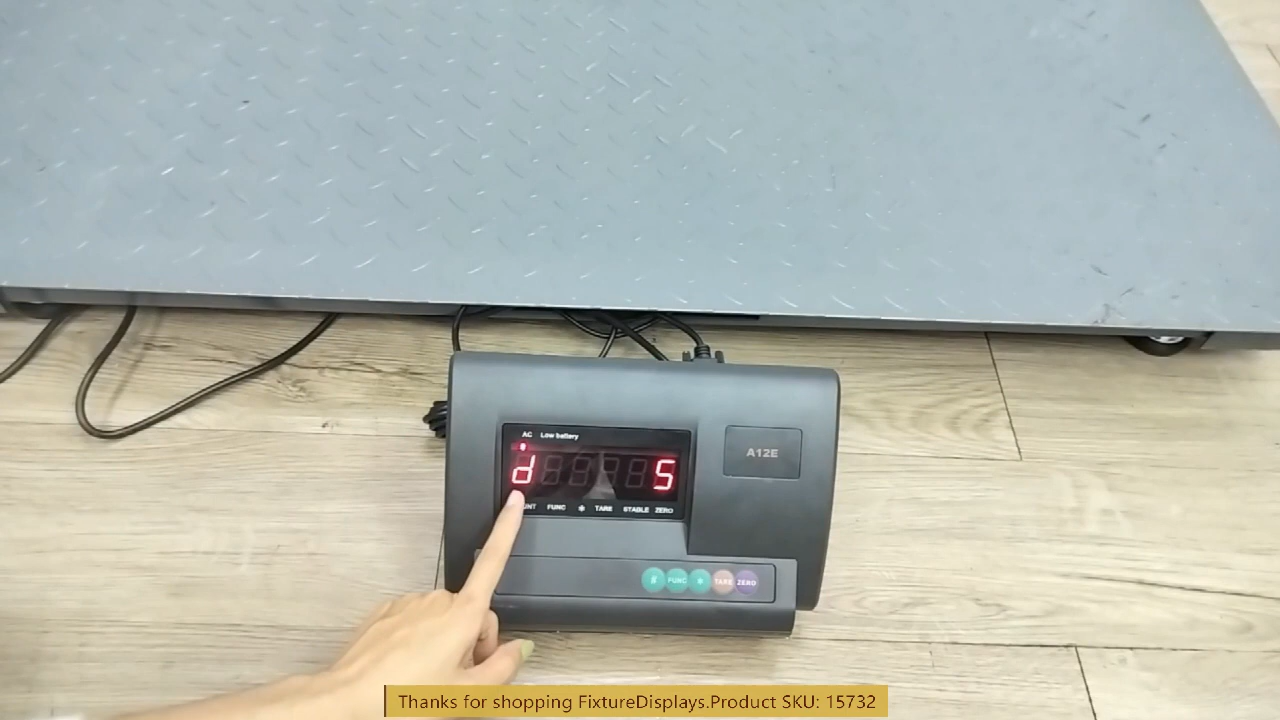 AC Low battery
d 5
UNT FUNC ✻ TARE STABLE ZERO
A12E
FUNC ✻ TARE ZERO
Thanks for shopping FixtureDisplays.Product SKU: 15732